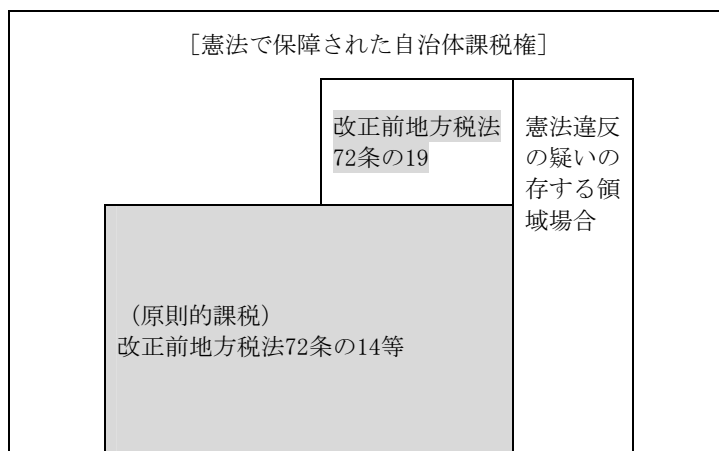 ［憲法で保障された自治体課税権］
改正前地方税法
72条の19
憲法違反
の疑いの
存する領
域場合
（原則的課税）
改正前地方税法72条の14等